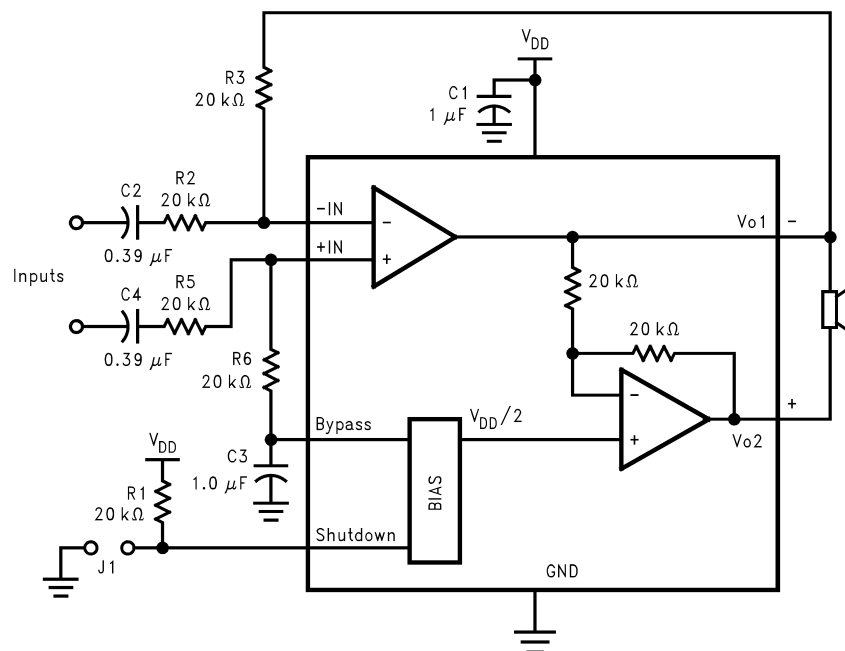 V_DD
R3
20 kΩ
C1
1 μF
R2
20 kΩ
C2
0.39 μF
-IN
+IN
-
+
Vo1
-
Inputs
R5
20 kΩ
C4
0.39 μF
20 kΩ
20 kΩ
R6
20 kΩ
-
+
Bypass
V_DD/2
+
Vo2
V_DD
C3
1.0 μF
BIAS
R1
20 kΩ
Shutdown
J1
GND